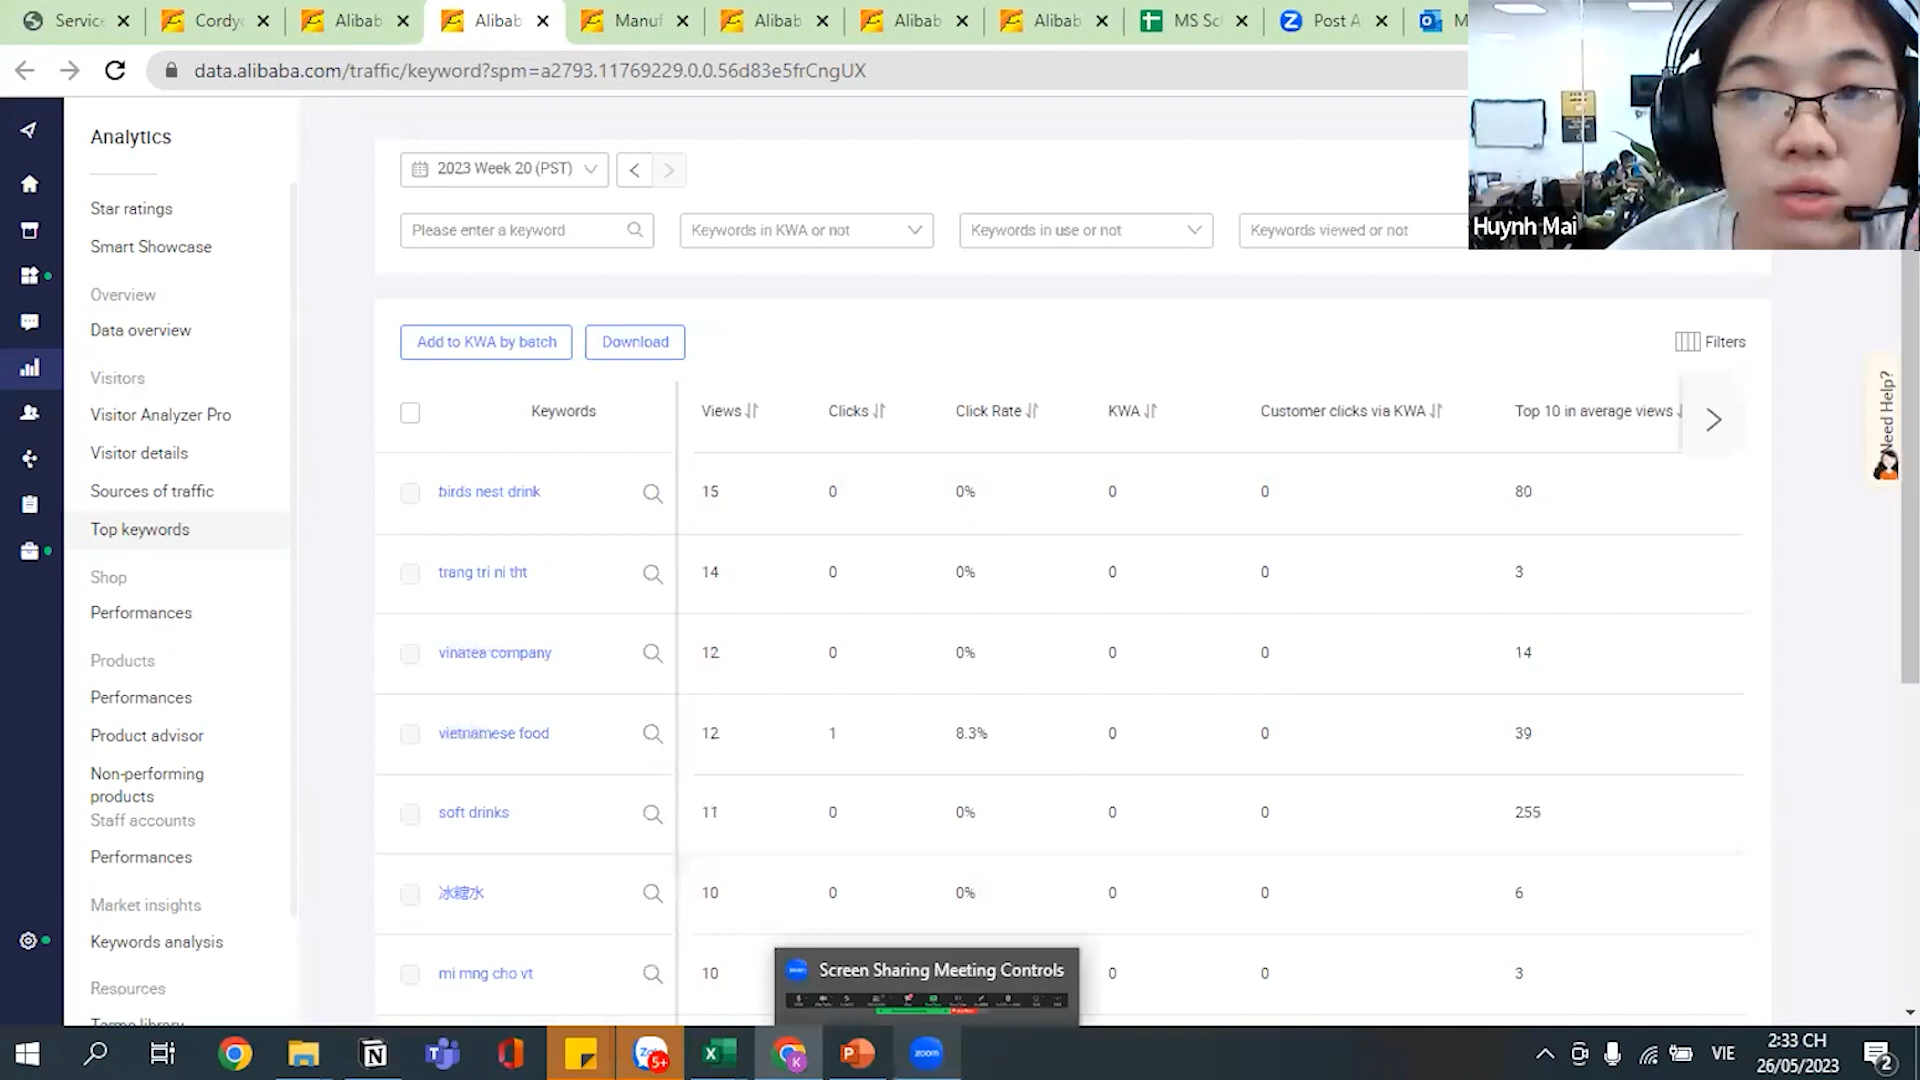 Servic
Cordy
Alibab
Alibab
Manuf
Alibab
Alibab
Alibab
MS Sc
Post A
M
data.alibaba.com/traffic/keyword?spm=a2793.11769229.0.0.56d83e5frCngUX
Huynh Mai
Analytics
Star ratings
Smart Showcase
Overview
Data overview
Visitors
Visitor Analyzer Pro
Visitor details
Sources of traffic
Top keywords
Shop
Performances
Products
Performances
Product advisor
Non-performing
products
Staff accounts
Performances
Market insights
Keywords analysis
Resources
Terms library
2023 Week 20 (PST)
Please enter a keyword
Keywords in KWA or not
Keywords in use or not
Keywords viewed or not
Add to KWA by batch
Download
Filters
Keywords Views Clicks Click Rate KWA Customer clicks via KWA Top 10 in average views
birds nest drink 15 0 0% 0 0 80
trang tri ni tht 14 0 0% 0 0 3
vinatea company 12 0 0% 0 0 14
vietnamese food 12 1 8.3% 0 0 39
soft drinks 11 0 0% 0 0 255
冰糖水 10 0 0% 0 0 6
mi mng cho vt 10 0 0 3
Need Help?
Screen Sharing Meeting Controls
5+
zoom
VIE
2:33 CH
26/05/2023
2